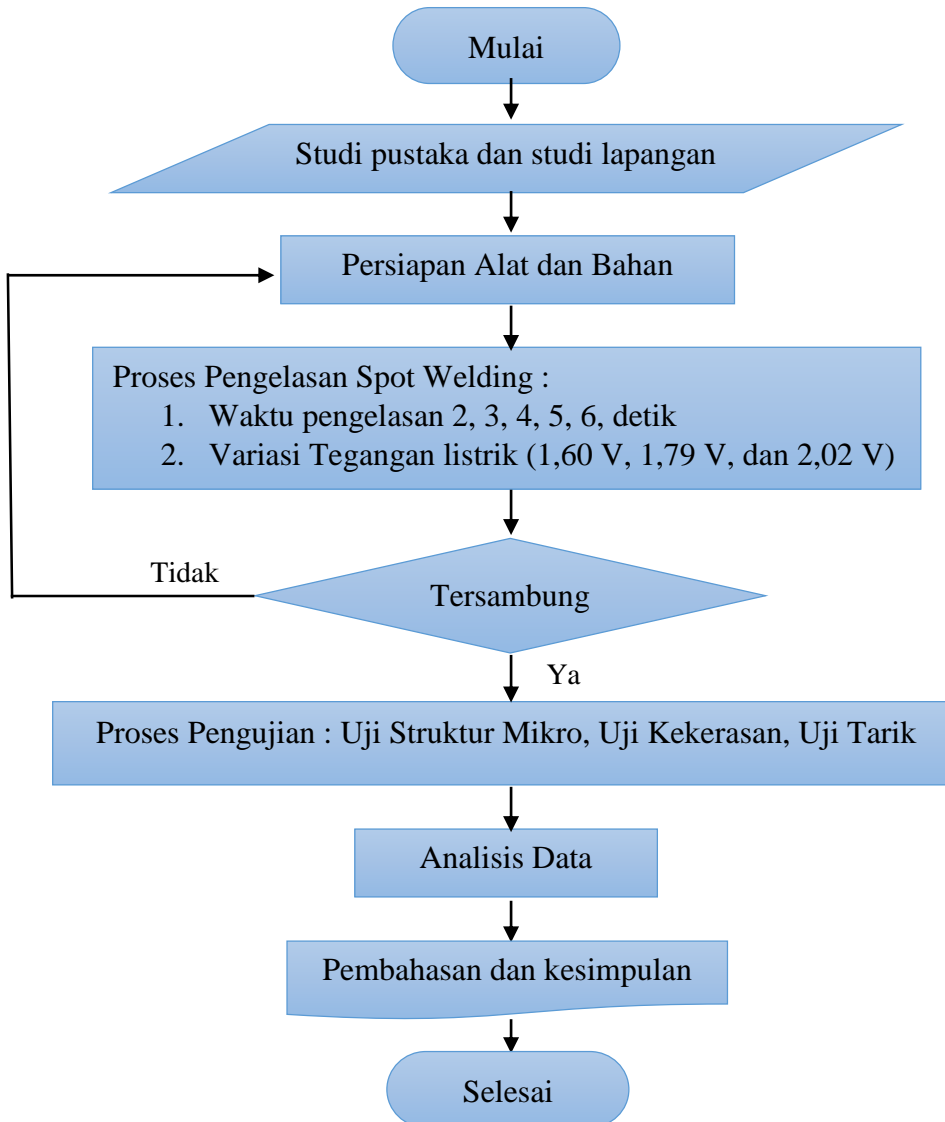 Mulai
Studi pustaka dan studi lapangan
Persiapan Alat dan Bahan
Proses Pengelasan Spot Welding :
1. Waktu pengelasan 2, 3, 4, 5, 6, detik
2. Variasi Tegangan listrik (1,60 V, 1,79 V, dan 2,02 V)
Tidak
Tersambung
Ya
Proses Pengujian : Uji Struktur Mikro, Uji Kekerasan, Uji Tarik
Analisis Data
Pembahasan dan kesimpulan
Selesai